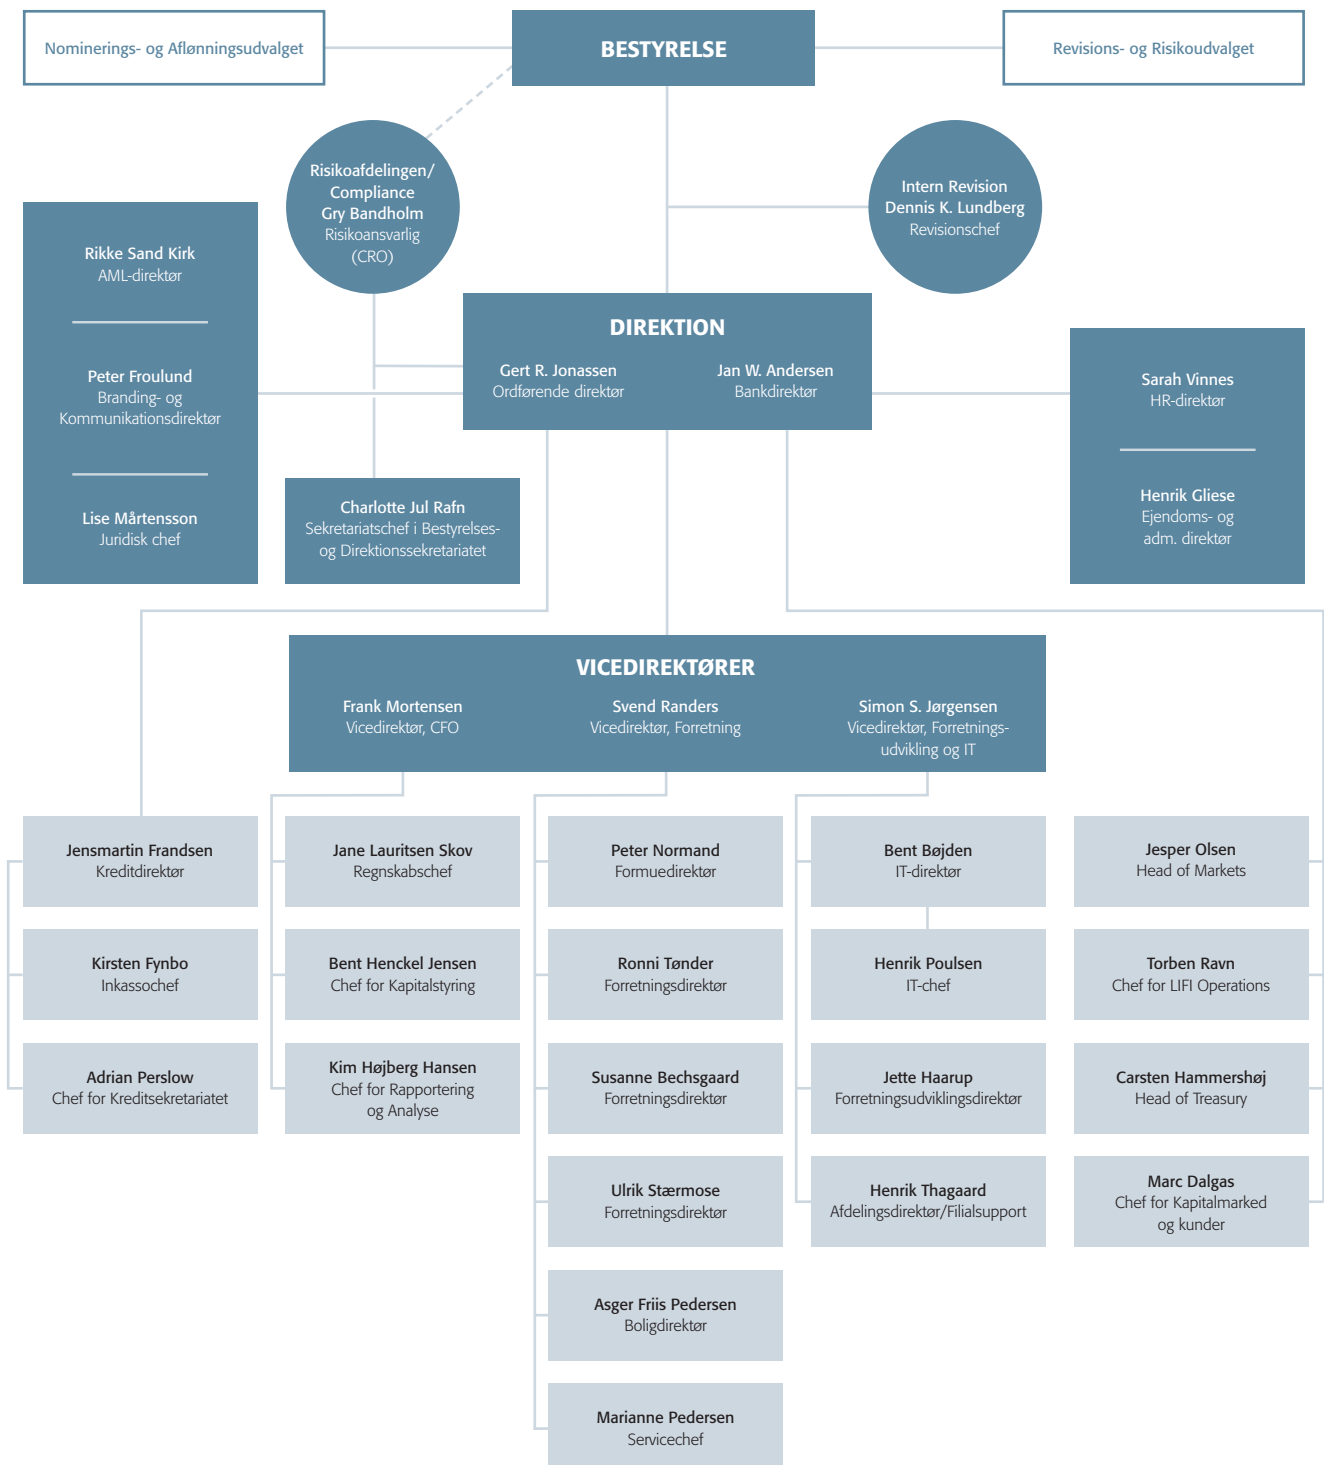 Nominerings- og Aflønningsudvalget
BESTYRELSE
Revisions- og Risikoudvalget
Risikoafdelingen/
Compliance
Gry Bandholm
Risikoansvarlig
(CRO)
Intern Revision
Dennis K. Lundberg
Revisionschef
Rikke Sand Kirk
AML-direktør
Peter Froulund
Branding- og
Kommunikationsdirektør
Lise Mårtensson
Juridisk chef
DIREKTION
Gert R. Jonassen
Ordførende direktør
Jan W. Andersen
Bankdirektør
Sarah Vinnes
HR-direktør
Henrik Gliese
Ejendoms- og
adm. direktør
Charlotte Jul Rafn
Sekretariatschef i Bestyrelses-
og Direktionssekretariatet
VICEDIREKTØRER
Frank Mortensen
Vicedirektør, CFO
Svend Randers
Vicedirektør, Forretning
Simon S. Jørgensen
Vicedirektør, Forretnings-
udvikling og IT
Jensmartin Frandsen
Kreditdirektør
Kirsten Fynbo
Inkassochef
Adrian Perslow
Chef for Kreditsekretariatet
Jane Lauritsen Skov
Regnskabschef
Bent Henckel Jensen
Chef for Kapitalstyring
Kim Højberg Hansen
Chef for Rapportering
og Analyse
Peter Normand
Formuedirektør
Ronni Tønder
Forretningsdirektør
Susanne Bechsgaard
Forretningsdirektør
Ulrik Stærmose
Forretningsdirektør
Asger Friis Pedersen
Boligdirektør
Marianne Pedersen
Servicechef
Bent Bøjden
IT-direktør
Henrik Poulsen
IT-chef
Jette Haarup
Forretningsudviklingsdirektør
Henrik Thagaard
Afdelingsdirektør/Filialsupport
Jesper Olsen
Head of Markets
Torben Ravn
Chef for LIFI Operations
Carsten Hammershøj
Head of Treasury
Marc Dalgas
Chef for Kapitalmarked
og kunder